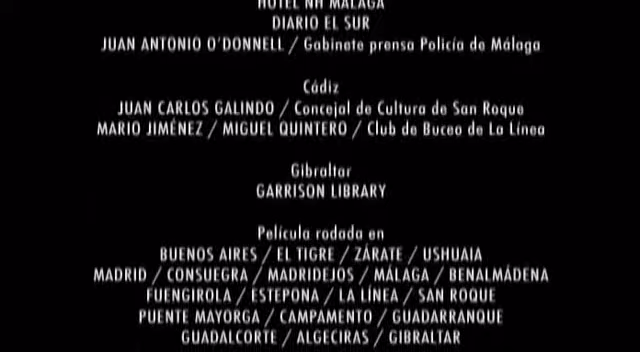 HOTEL NH MÁLAGA
DIARIO EL SUR
JUAN ANTONIO O'DONNELL / Gabinete prensa Policía de Málaga
Cádiz
JUAN CARLOS GALINDO / Concejal de Cultura de San Roque
MARIO JIMÉNEZ / MIGUEL QUINTERO / Club de Buceo de La Línea
Gibraltar
GARRISON LIBRARY
Película rodada en
BUENOS AIRES / EL TIGRE / ZÁRATE / USHUAIA
MADRID / CONSUEGRA / MADRIDEJOS / MÁLAGA / BENALMÁDENA
FUENGIROLA / ESTEPONA / LA LÍNEA / SAN ROQUE
PUENTE MAYORGA / CAMPAMENTO / GUADARRANQUE
GUADALCORTE / ALGECIRAS / GIBRALTAR